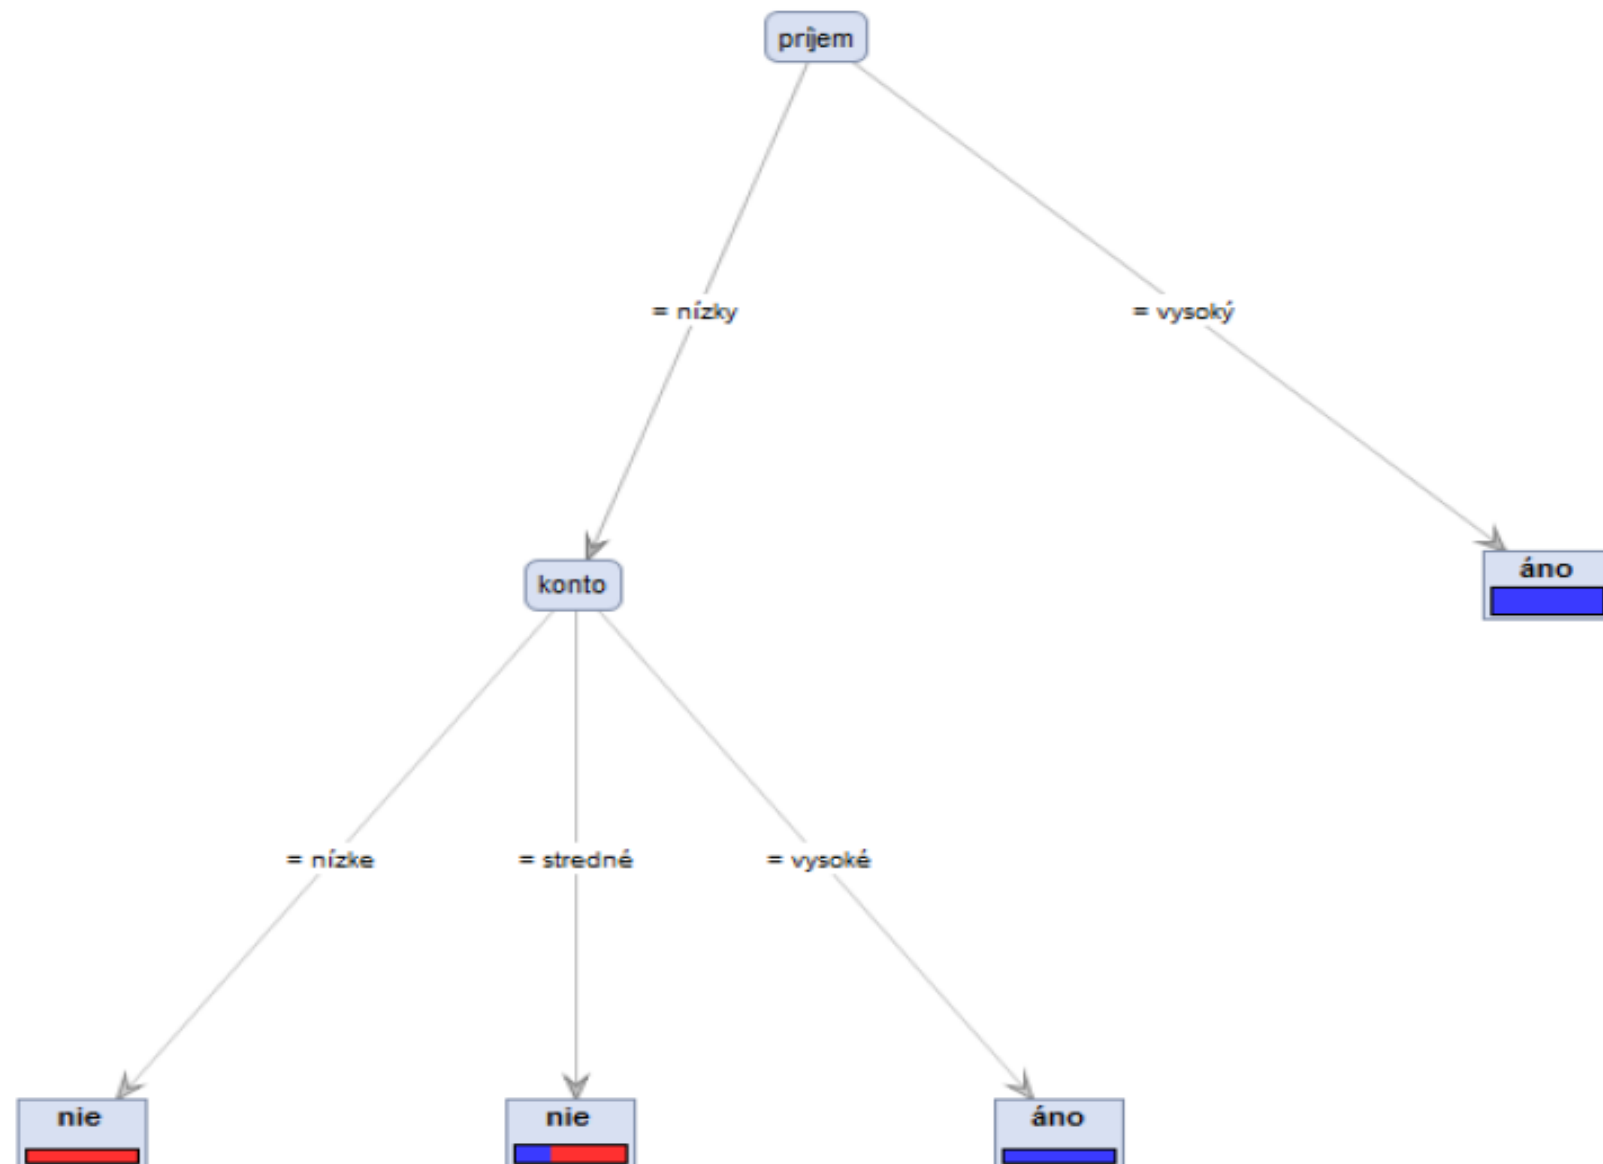 príjem
= nízky
= vysoký
konto
áno
= nízke
= stredné
= vysoké
nie
nie
áno